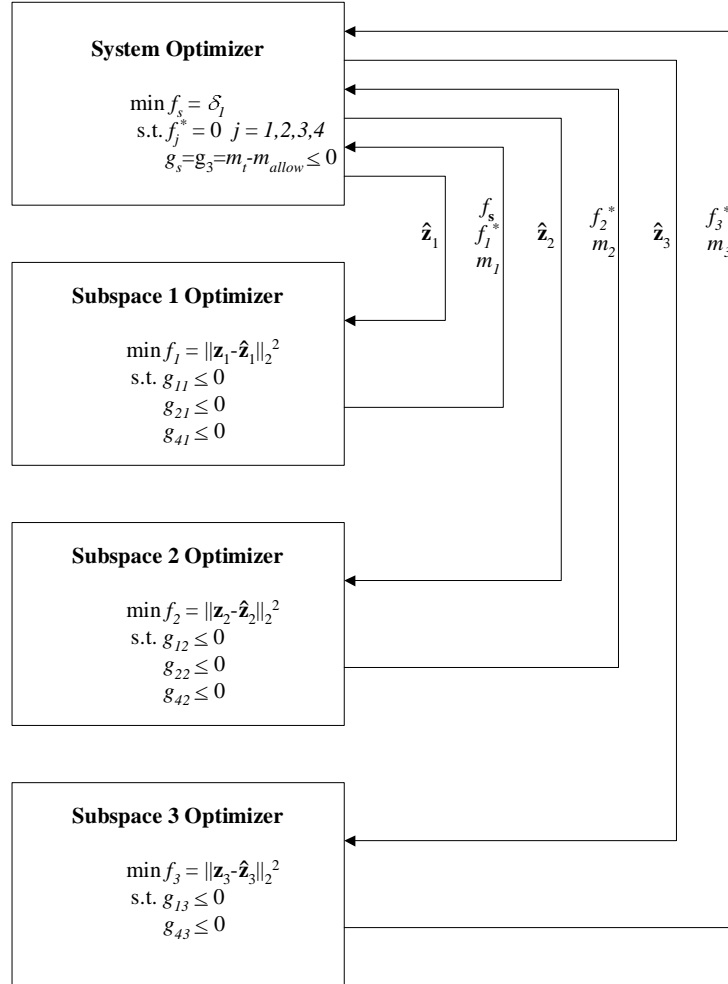 System Optimizer
min f_s = δ_1
s.t. f_j^* = 0 j = 1,2,3,4
g_s=g_3=m_t-m_allow ≤ 0
ẑ_1
f_s
f_1^*
m_1
ẑ_2
f_2^*
m_2
ẑ_3
f_3^*
m_3
Subspace 1 Optimizer
min f_1 = ||z_1-ẑ_1||_2^2
s.t. g_11 ≤ 0
g_21 ≤ 0
g_41 ≤ 0
Subspace 2 Optimizer
min f_2 = ||z_2-ẑ_2||_2^2
s.t. g_12 ≤ 0
g_22 ≤ 0
g_42 ≤ 0
Subspace 3 Optimizer
min f_3 = ||z_3-ẑ_3||_2^2
s.t. g_13 ≤ 0
g_43 ≤ 0